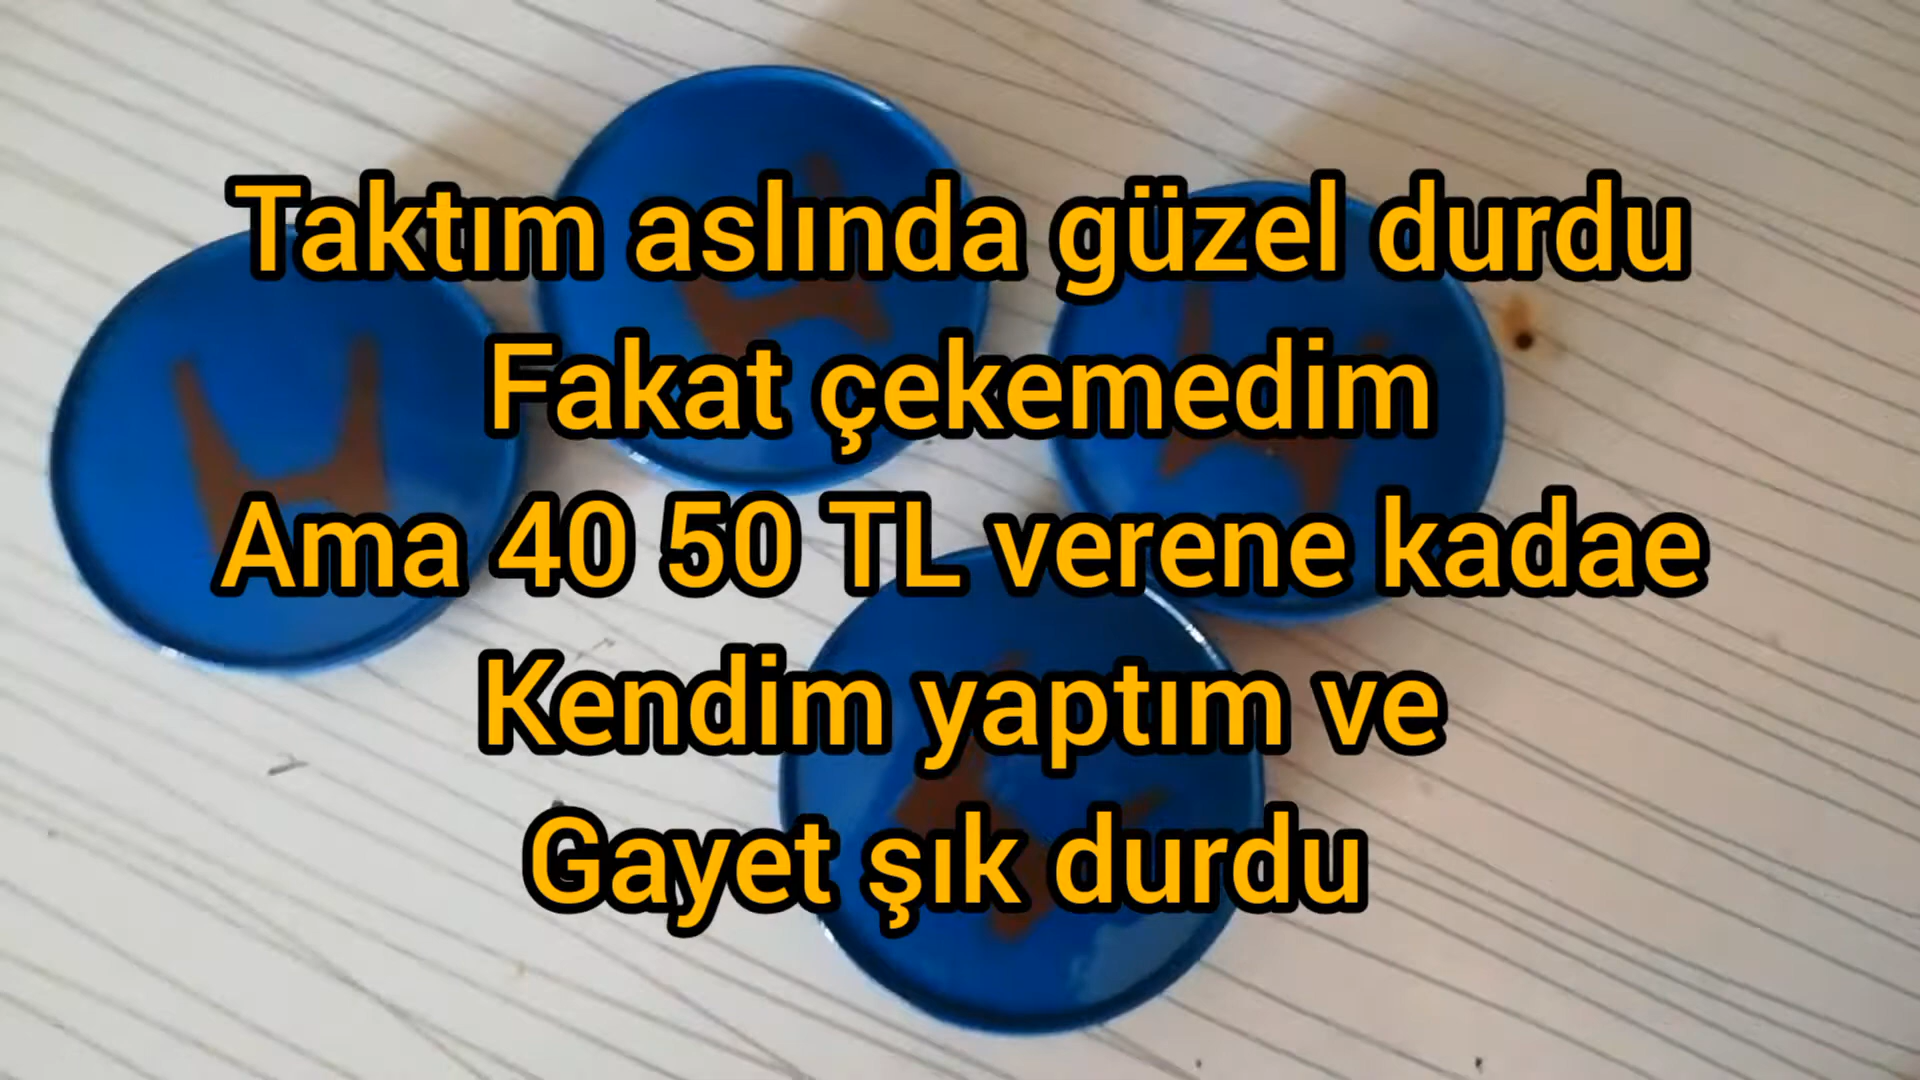 Taktım aslında güzel durdu
Fakat çekemedim
Ama 40 50 TL verene kadae
Kendim yaptım ve
Gayet şık durdu